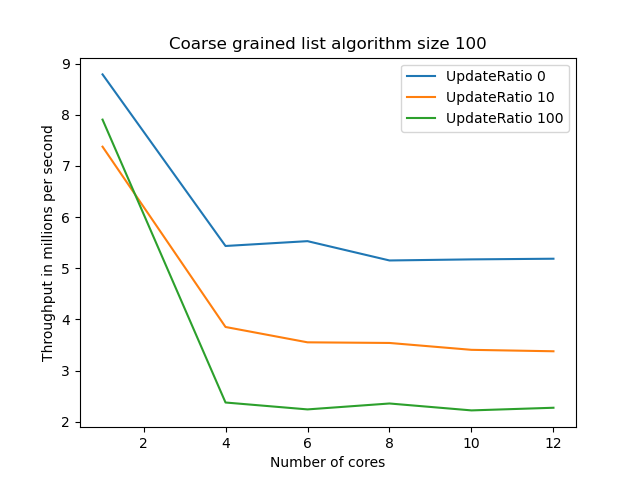 Coarse grained list algorithm size 100
Throughput in millions per second
9
8
7
6
5
4
3
2
UpdateRatio 0
UpdateRatio 10
UpdateRatio 100
2 4 6 8 10 12
Number of cores